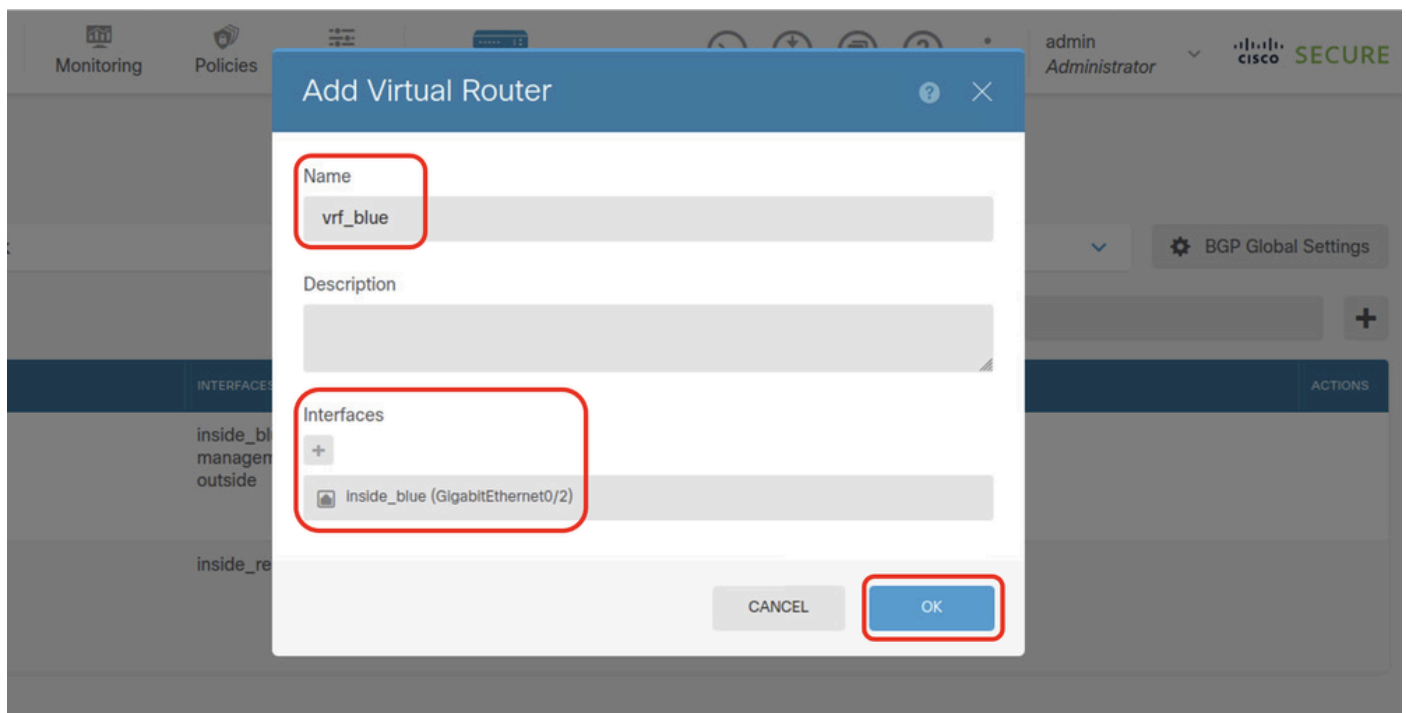 Monitoring
Policies
admin
Administrator
CISCO SECURE
Add Virtual Router
?
Name
vrf_blue
BGP Global Settings
Description
+
INTERFACES
ACTIONS
Interfaces
+
inside_bl
managem
outside
inside_blue (GigabitEthernet0/2)
inside_re
CANCEL
OK